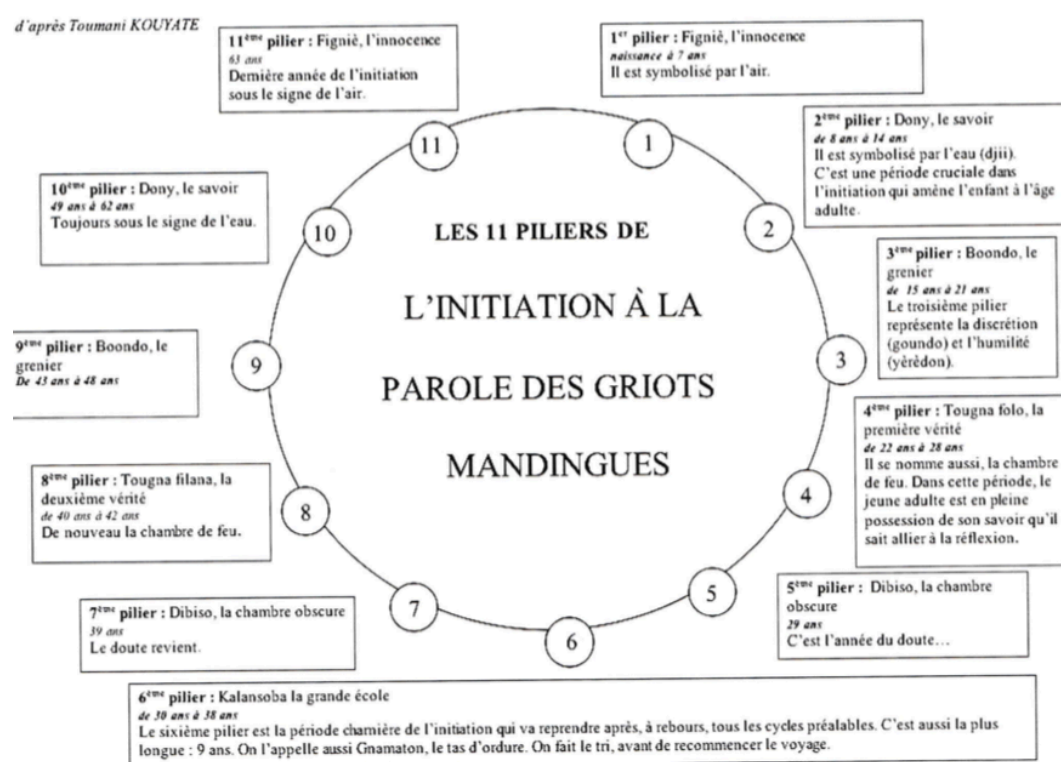 d'après Toumani KOUYATE
11ème pilier : Figniè, l'innocence
63 ans
Dernière année de l'initiation
sous le signe de l'air.
1er pilier : Figniè, l'innocence
naissance à 7 ans
Il est symbolisé par l'air.
2ème pilier : Dony, le savoir
de 8 ans à 14 ans
Il est symbolisé par l'eau (djii).
C'est une période cruciale dans
l'initiation qui amène l'enfant à l'âge
adulte.
3ème pilier : Boondo, le
grenier
de 15 ans à 21 ans
Le troisième pilier
représente la discrétion
(goundo) et l'humilité
(yèrèdon).
4ème pilier : Tougna folo, la
première vérité
de 22 ans à 28 ans
Il se nomme aussi, la chambre
de feu. Dans cette période, le
jeune adulte est en pleine
possession de son savoir qu'il
sait allier à la réflexion.
5ème pilier : Dibiso, la chambre
obscure
29 ans
C'est l'année du doute…
6ème pilier : Kalansoba la grande école
de 30 ans à 38 ans
Le sixième pilier est la période charnière de l'initiation qui va reprendre après, à rebours, tous les cycles préalables. C'est aussi la plus
longue : 9 ans. On l'appelle aussi Gnamaton, le tas d'ordure. On fait le tri, avant de recommencer le voyage.
7ème pilier : Dibiso, la chambre obscure
39 ans
Le doute revient.
8ème pilier : Tougna filana, la
deuxième vérité
de 40 ans à 42 ans
De nouveau la chambre de feu.
9ème pilier : Boondo, le
grenier
De 43 ans à 48 ans
10ème pilier : Dony, le savoir
49 ans à 62 ans
Toujours sous le signe de l'eau.
LES 11 PILIERS DE
L'INITIATION À LA
PAROLE DES GRIOTS
MANDINGUES
1
2
3
4
5
6
7
8
9
10
11